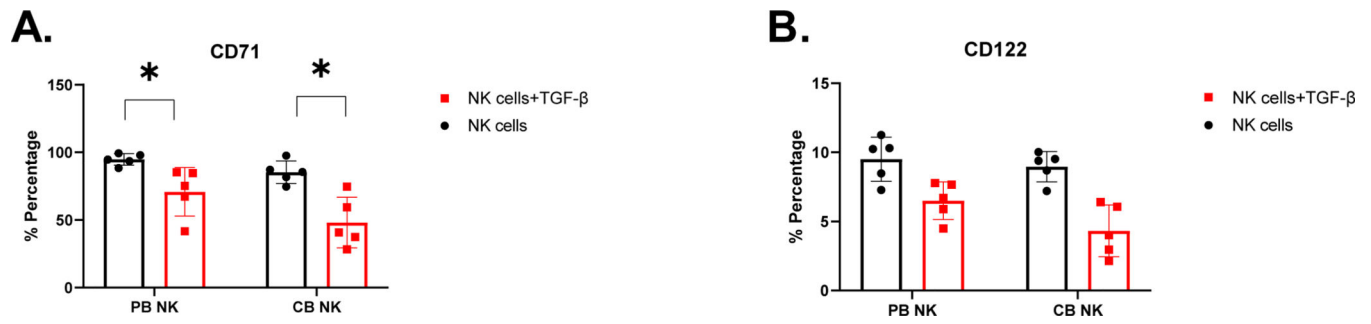 A.
CD71
% Percentage
150
100
50
0
*
*
PB NK
CB NK
NK cells+TGF-β
NK cells
B.
CD122
% Percentage
15
10
5
0
PB NK
CB NK
NK cells+TGF-β
NK cells